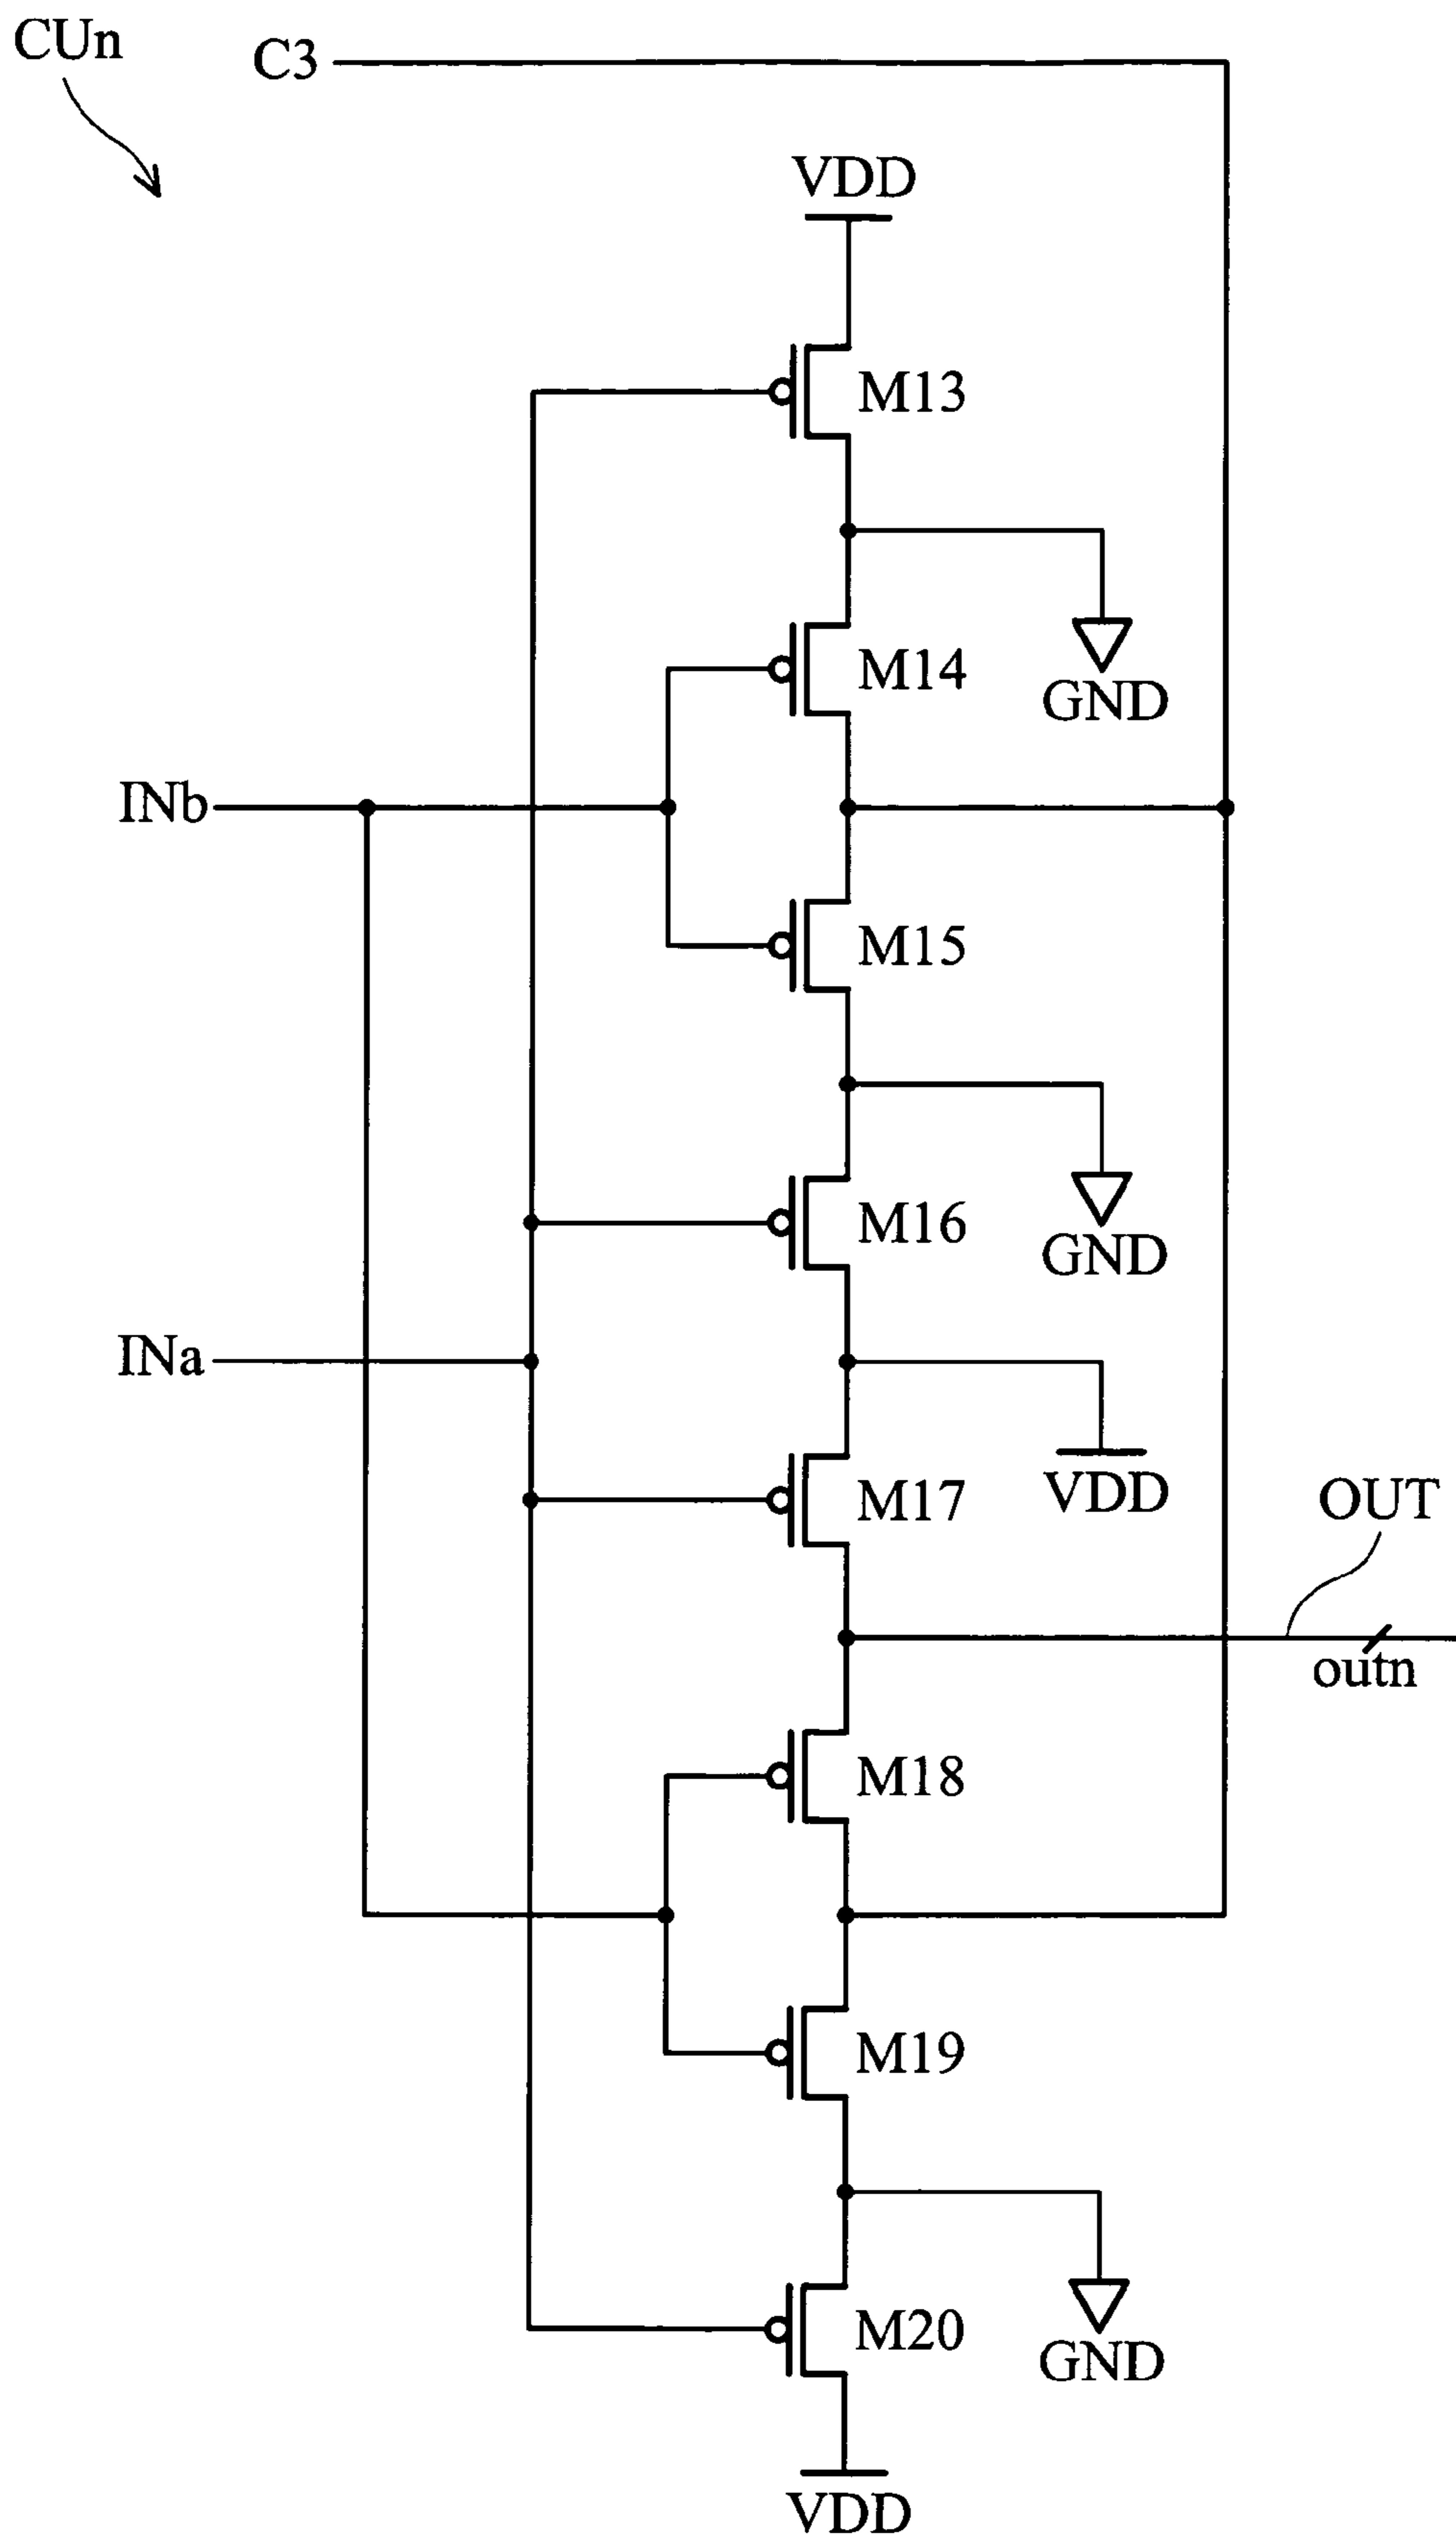 CUn
C3
VDD
M13
M14
GND
INb
M15
M16
GND
INa
M17
VDD
OUT
outn
M18
M19
M20
GND
VDD